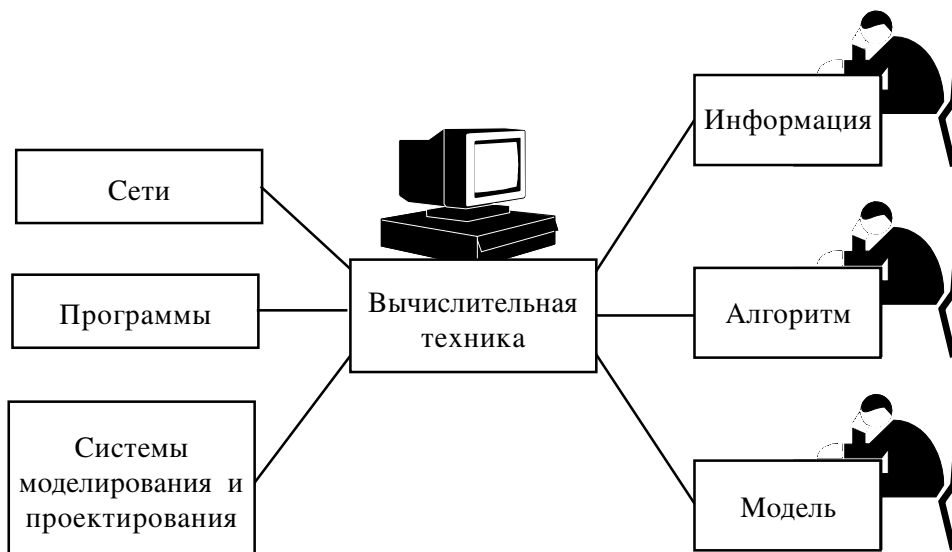 Информация
Сети
Вычислительная
техника
Программы
Алгоритм
Системы
моделирования и
проектирования
Модель